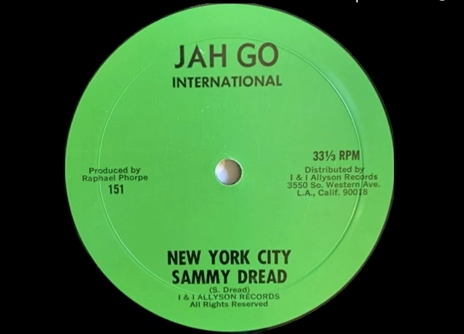 JAH GO
INTERNATIONAL
33⅓ RPM
Produced by
Raphael Phorpe
151
Distributed by
I & I Allyson Records
3550 So. Western Ave.
L.A., Calif. 90018
NEW YORK CITY
SAMMY DREAD
(S. Dread)
I & I ALLYSON RECORDS
All Rights Reserved